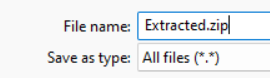 File name: Extracted.zip
Save as type: All files (*.*)